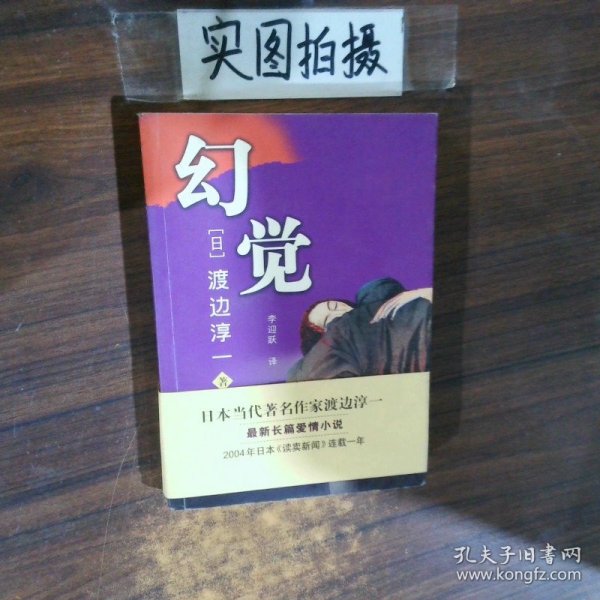 实图拍摄
幻觉
[日]渡边淳一 著
李迎跃 译
日本当代著名作家渡边淳一
最新长篇爱情小说
2004年日本《读卖新闻》连载一年
孔夫子旧书网
www.kongfz.com